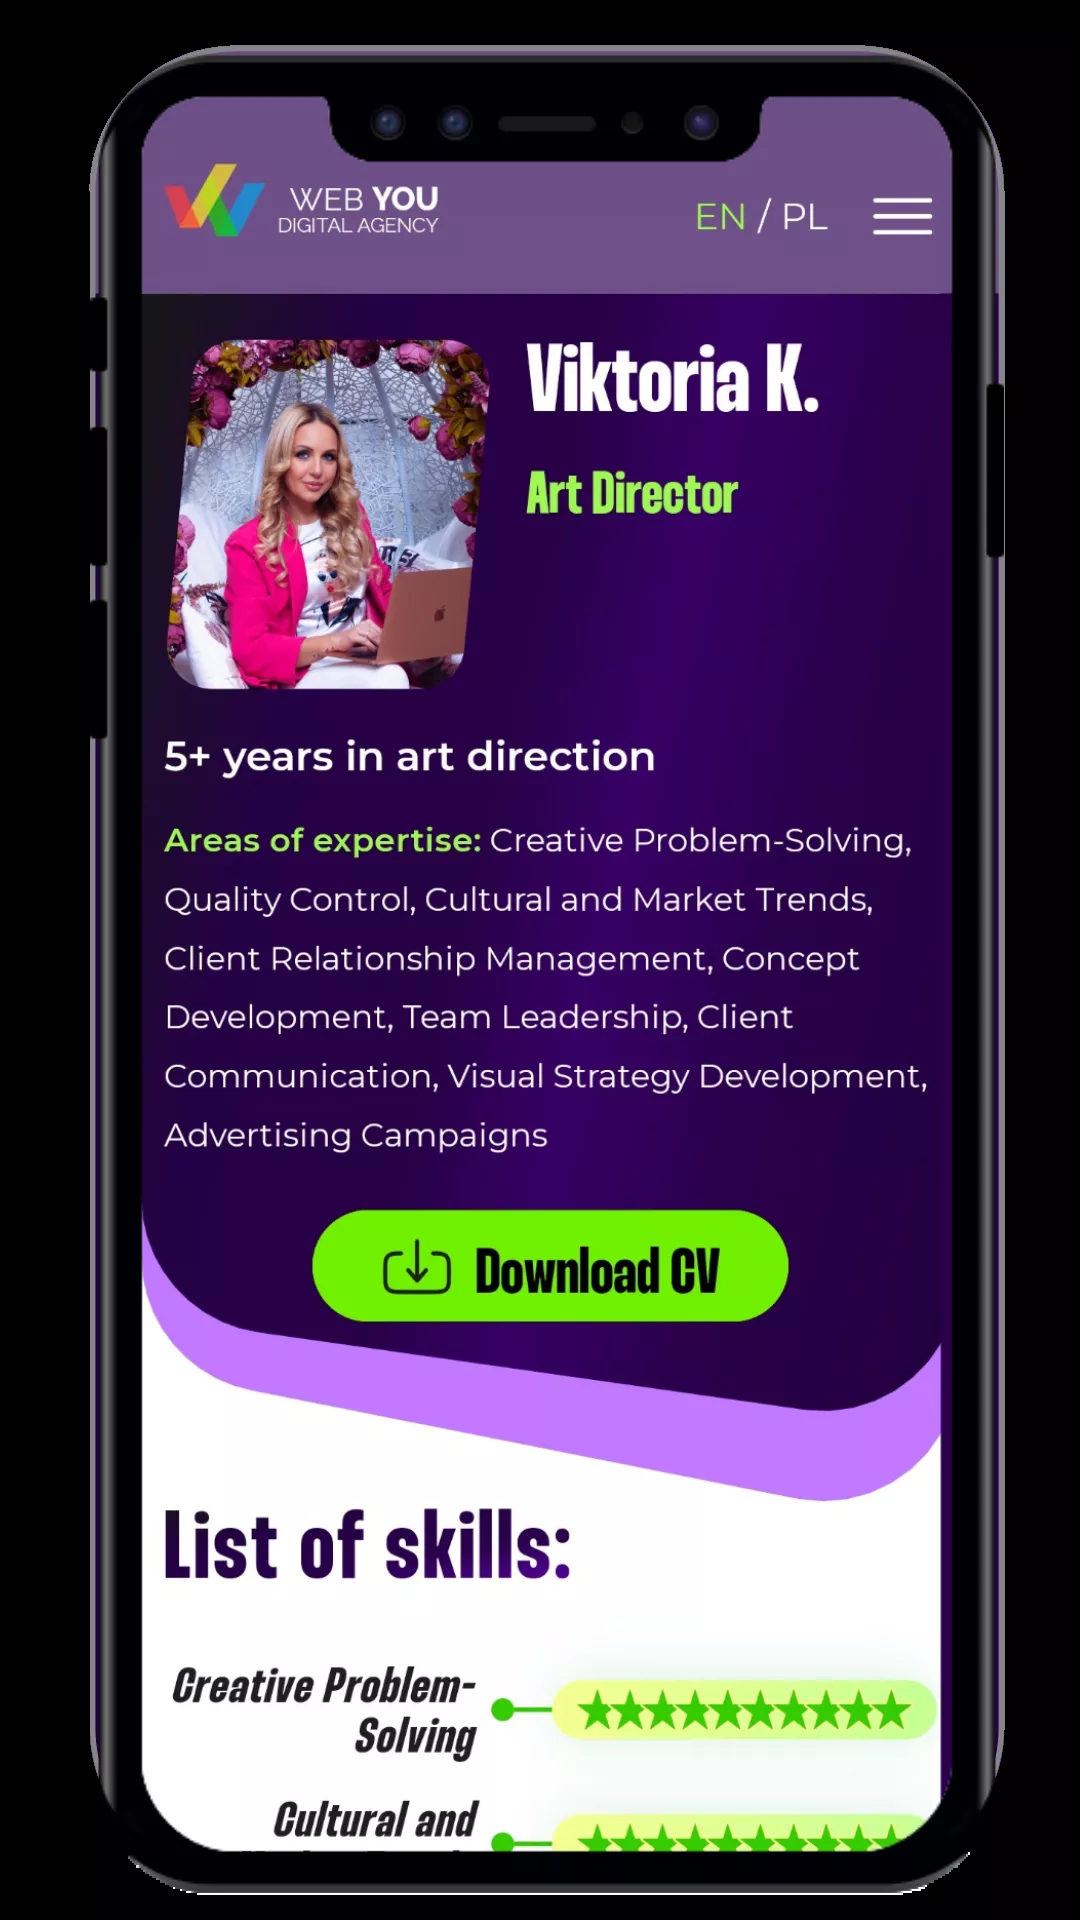 WEB YOU
DIGITAL AGENCY
EN / PL
Viktoria K.
Art Director
5+ years in art direction
Areas of expertise: Creative Problem-Solving,
Quality Control, Cultural and Market Trends,
Client Relationship Management, Concept
Development, Team Leadership, Client
Communication, Visual Strategy Development,
Advertising Campaigns
Download CV
List of skills:
Creative Problem-
Solving
Cultural and